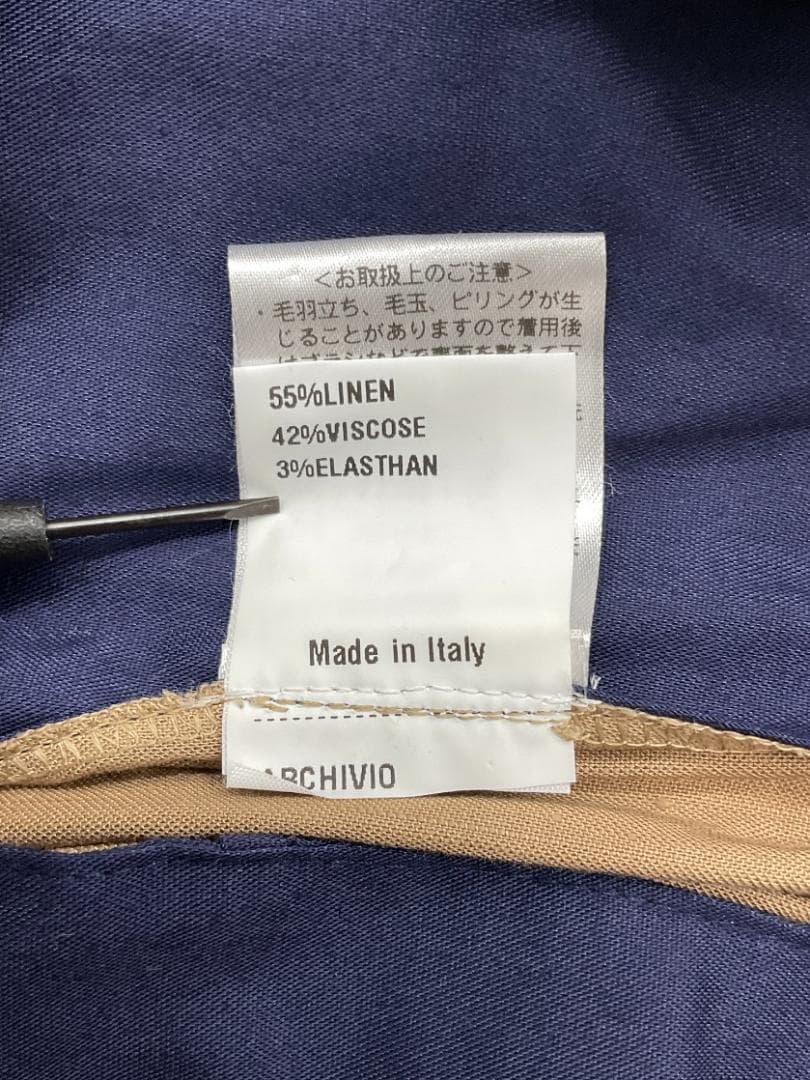 <お取扱上のご注意>
・毛羽立ち、毛玉、ピリングが生
じることがありますので着用後
55%LINEN
42%VISCOSE
3%ELASTHAN
Made in Italy
ARCHIVIO